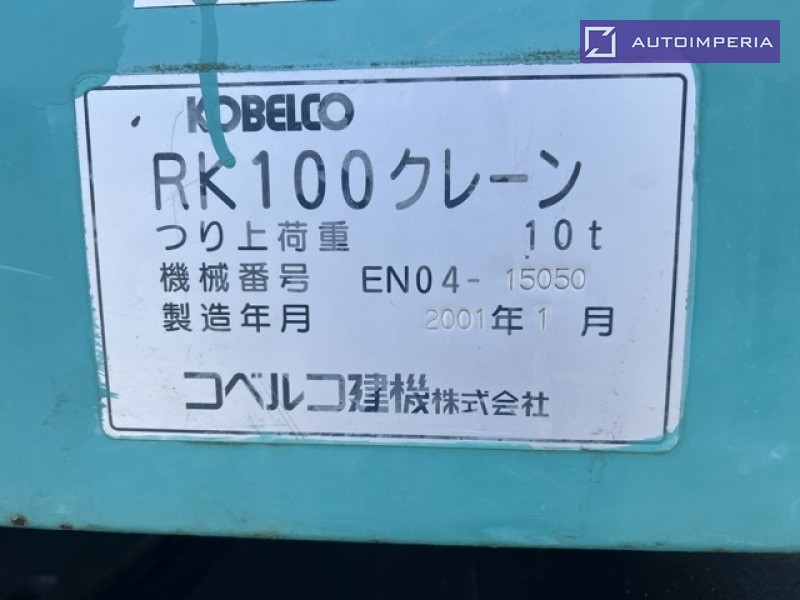 AUTOIMPERIA
KOBELCO
RK100クレーン
つり上荷重 10t
機械番号 EN04-15050
製造年月 2001年1月
コベルコ建機株式会社